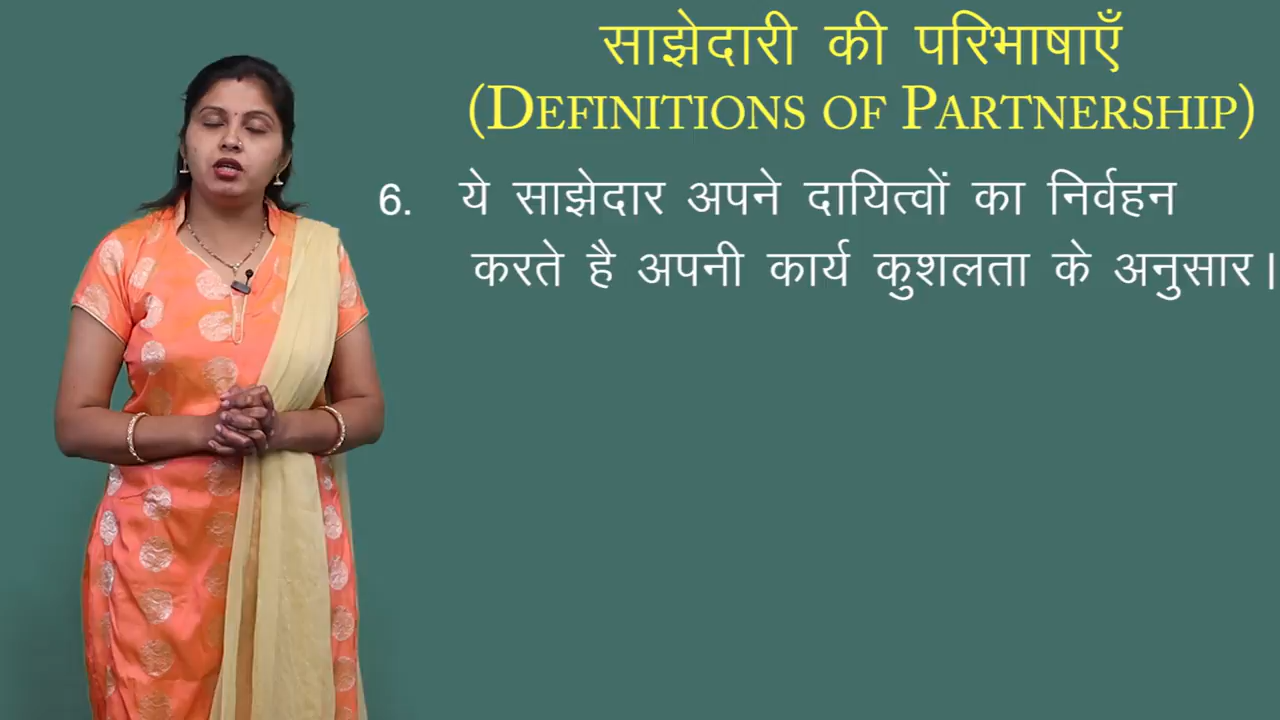 साझेदारी की परिभाषाएँ
(DEFINITIONS OF PARTNERSHIP)
6. ये साझेदार अपने दायित्वों का निर्वहन
करते है अपनी कार्य कुशलता के अनुसार।